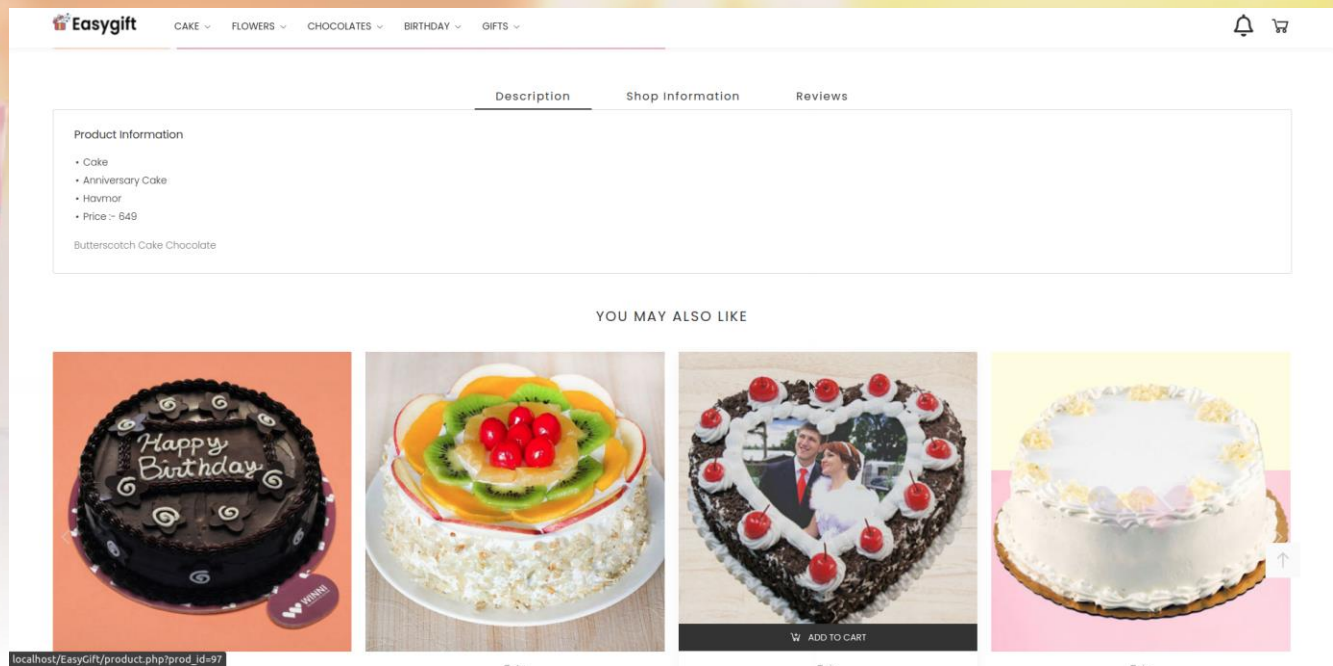 Easygift CAKE FLOWERS CHOCOLATES BIRTHDAY GIFTS
Description Shop Information Reviews
Product Information
• Cake
• Anniversary Cake
• Havmor
• Price :- 649
Butterscotch Cake Chocolate
YOU MAY ALSO LIKE
Happy
Birthday
WINNI
ADD TO CART
localhost/EasyGift/product.php?prod_id=97